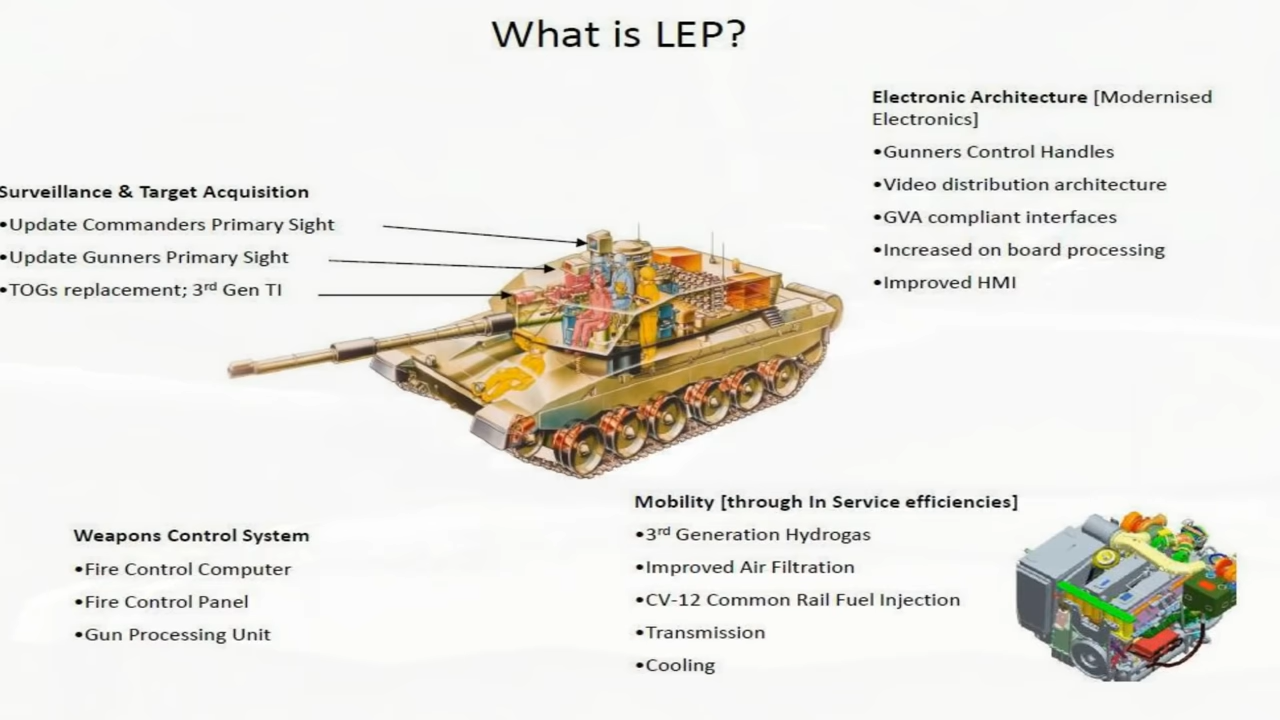 What is LEP?
Electronic Architecture [Modernised
Electronics]
•Gunners Control Handles
•Video distribution architecture
•GVA compliant interfaces
•Increased on board processing
•Improved HMI
Surveillance & Target Acquisition
•Update Commanders Primary Sight
•Update Gunners Primary Sight
•TOGs replacement; 3rd Gen TI
Weapons Control System
•Fire Control Computer
•Fire Control Panel
•Gun Processing Unit
Mobility [through In Service efficiencies]
•3rd Generation Hydrogas
•Improved Air Filtration
•CV-12 Common Rail Fuel Injection
•Transmission
•Cooling